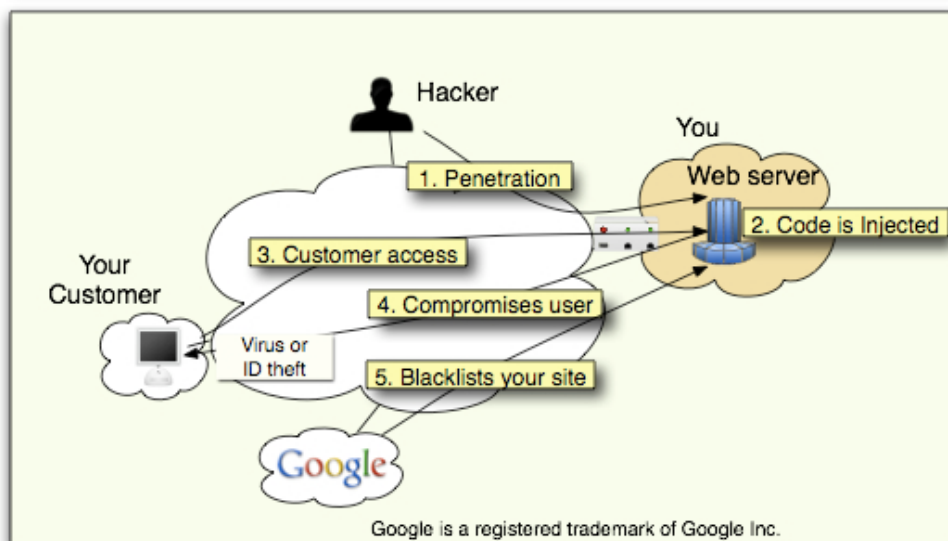 Hacker
You
1. Penetration
Web server
2. Code is Injected
3. Customer access
Your
Customer
4. Compromises user
Virus or
ID theft
5. Blacklists your site
Google
Google is a registered trademark of Google Inc.